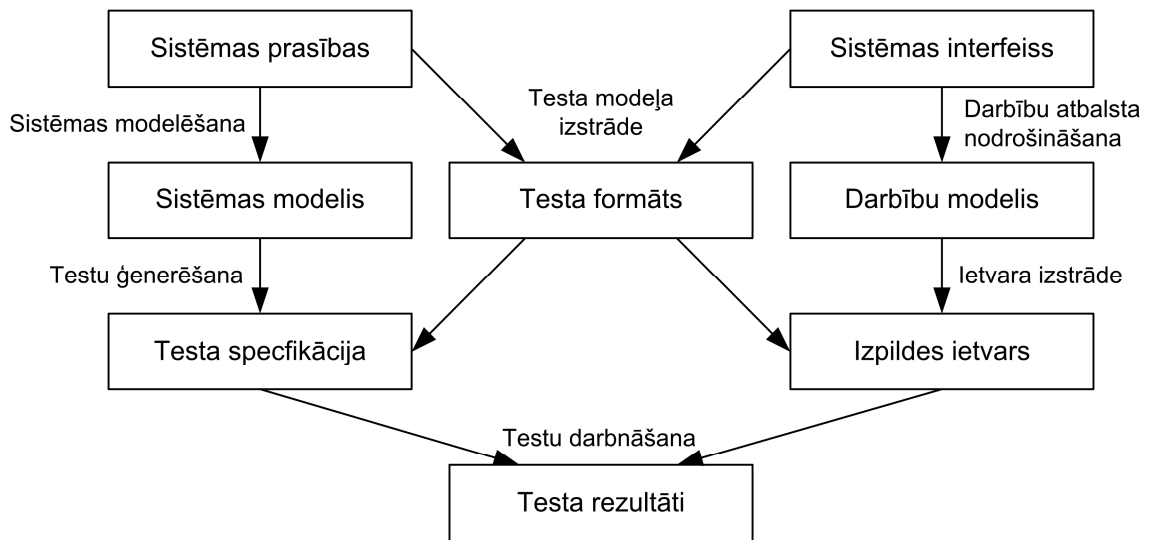 Sistēmas prasības
Sistēmas interfeiss
Testa modeļa
izstrāde
Sistēmas modelēšana
Darbību atbalsta
nodrošināšana
Sistēmas modelis
Testa formāts
Darbību modelis
Testu ģenerēšana
Ietvara izstrāde
Testa specfikācija
Izpildes ietvars
Testu darbnāšana
Testa rezultāti